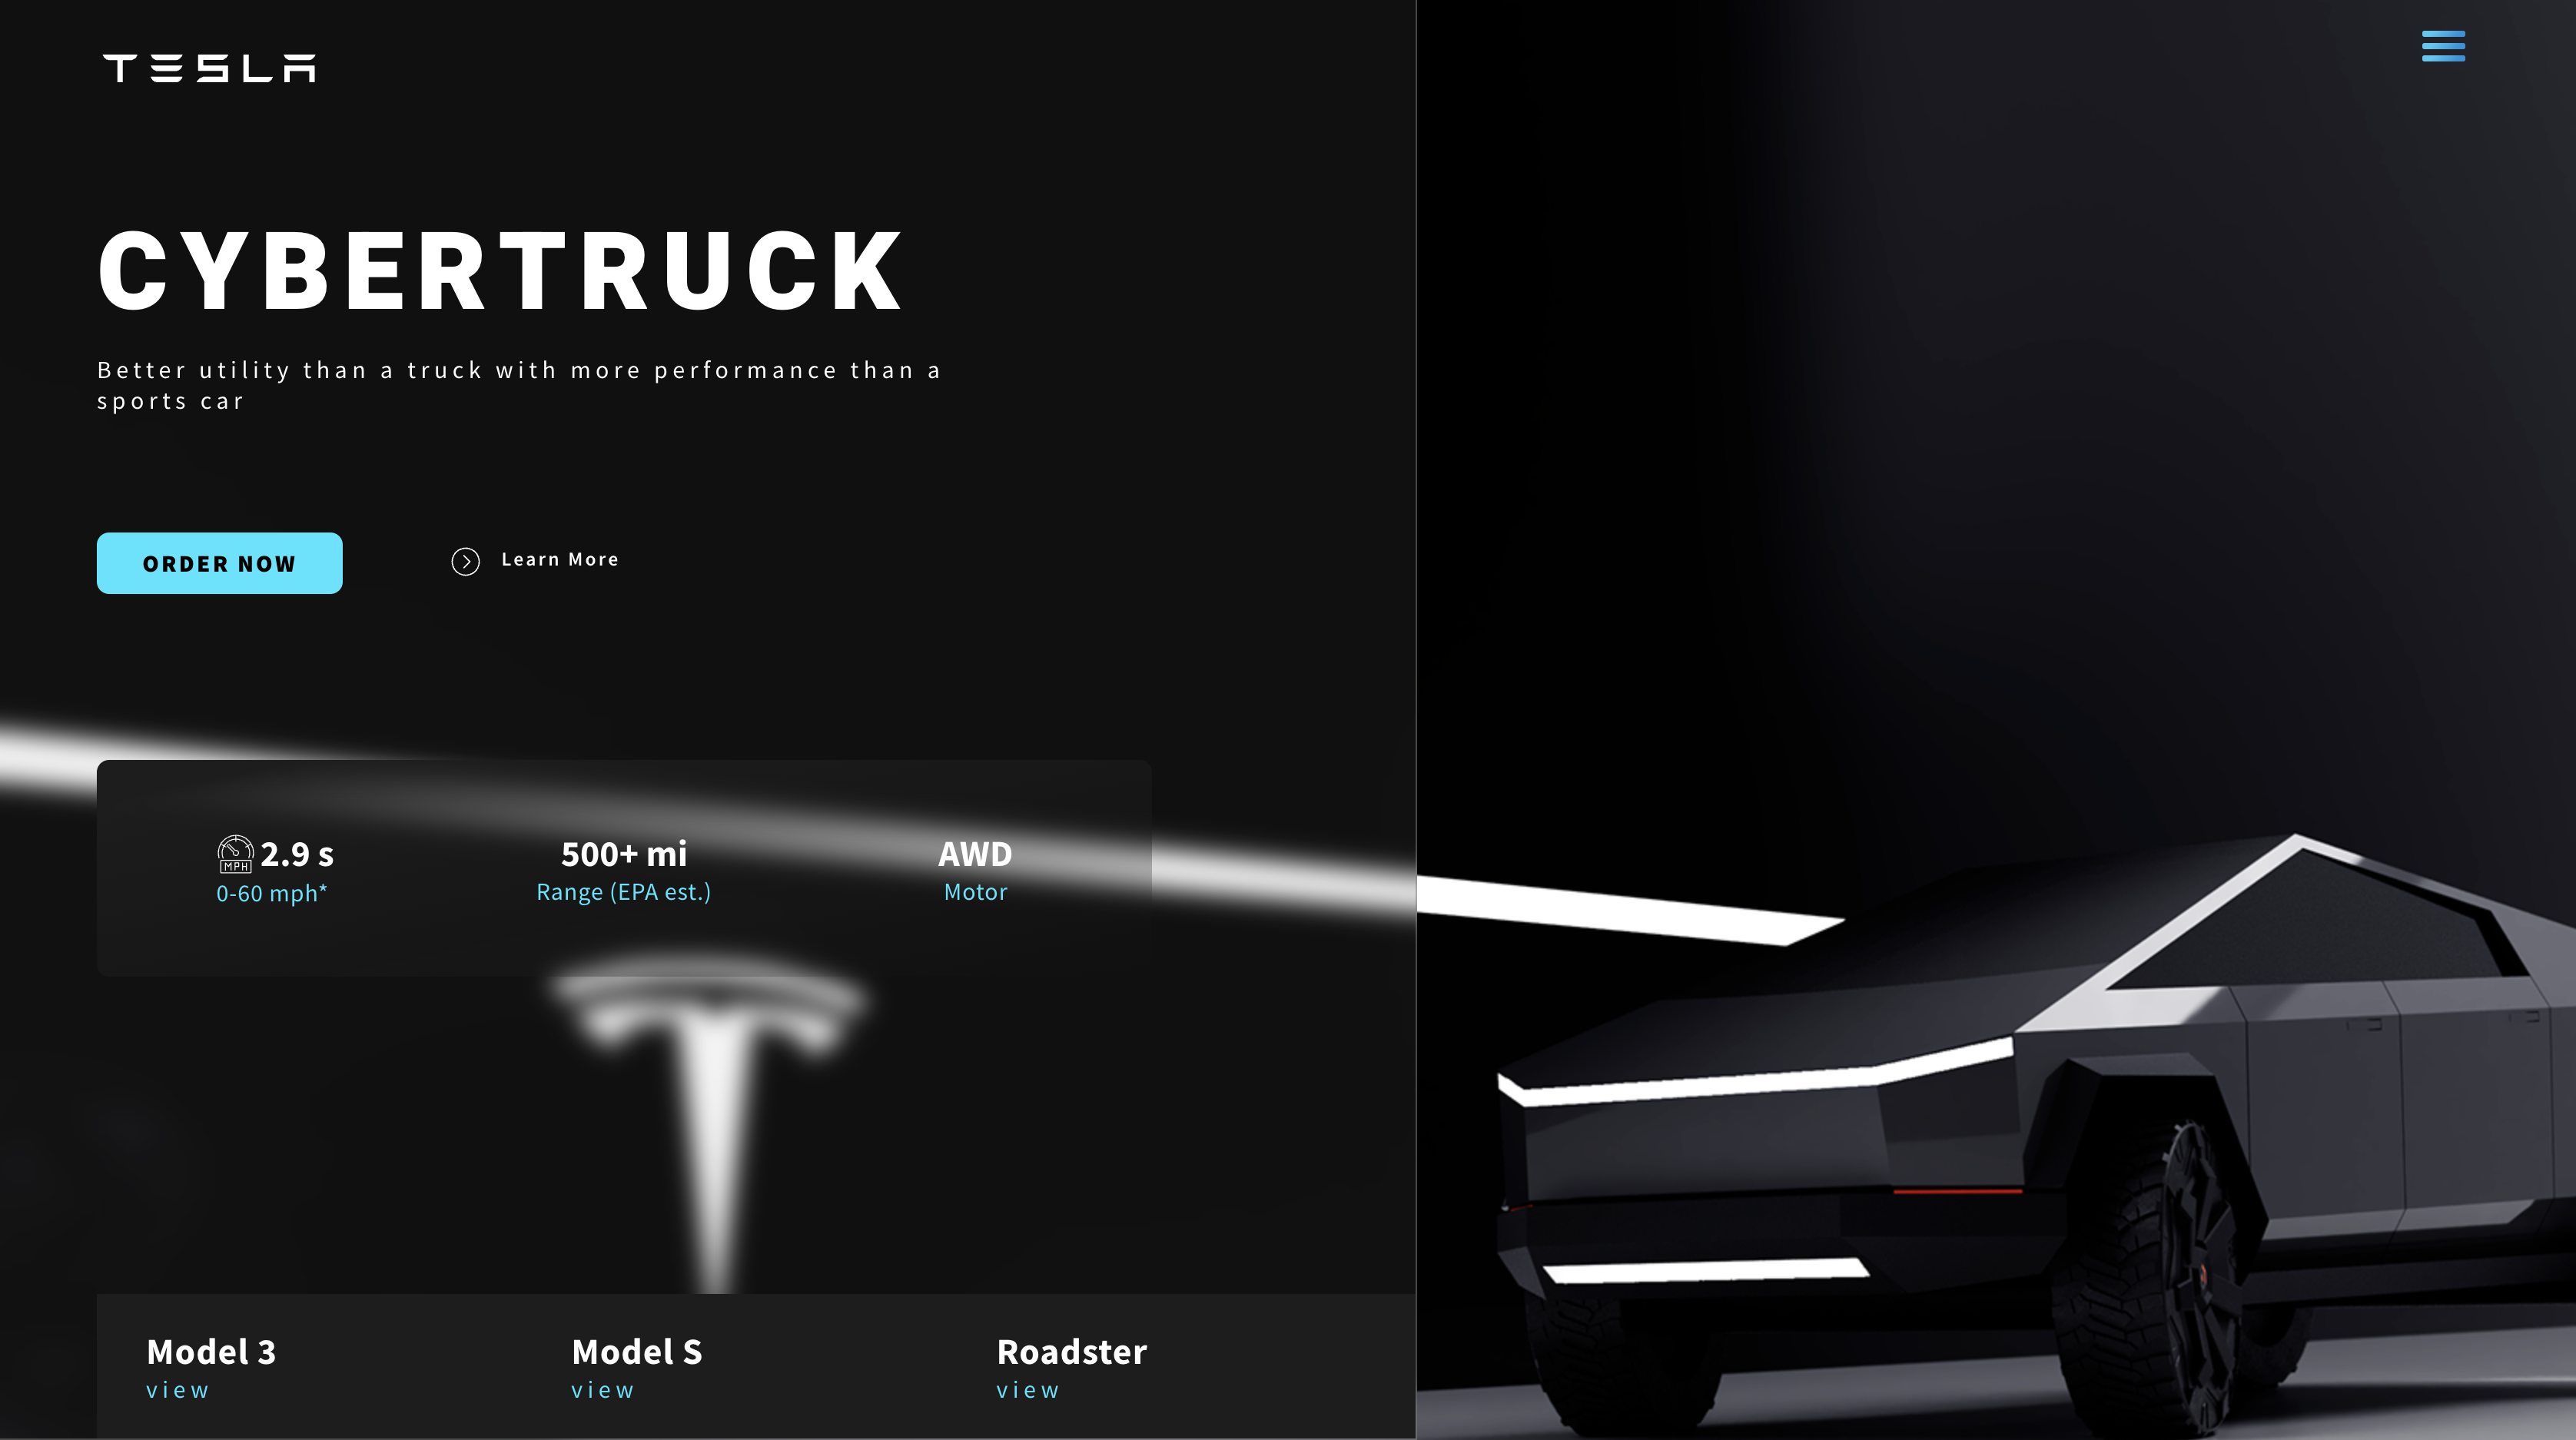 TESLA
CYBERTRUCK
Better utility than a truck with more performance than a
sports car
ORDER NOW
Learn More
MPH
2.9 s
0-60 mph*
500+ mi
Range (EPA est.)
AWD
Motor
Model 3
view
Model S
view
Roadster
view